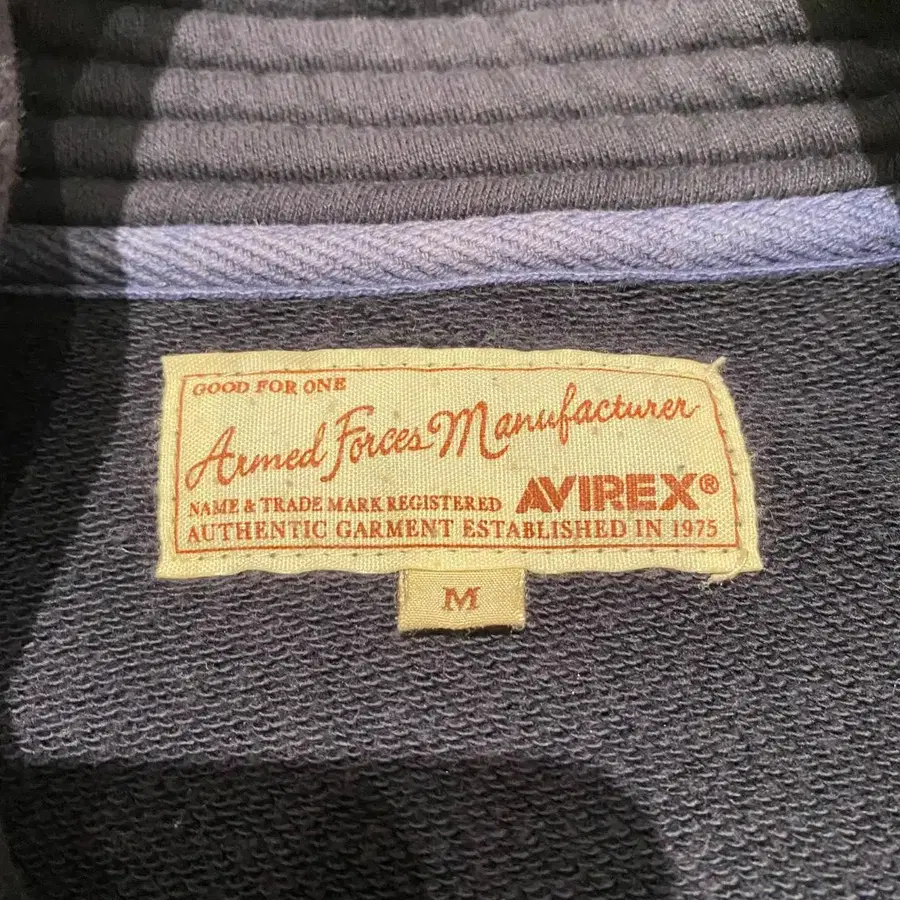 GOOD FOR ONE
Armed Forces Manufacturer
NAME & TRADE MARK REGISTERED AVIREX®
AUTHENTIC GARMENT ESTABLISHED IN 1975
M